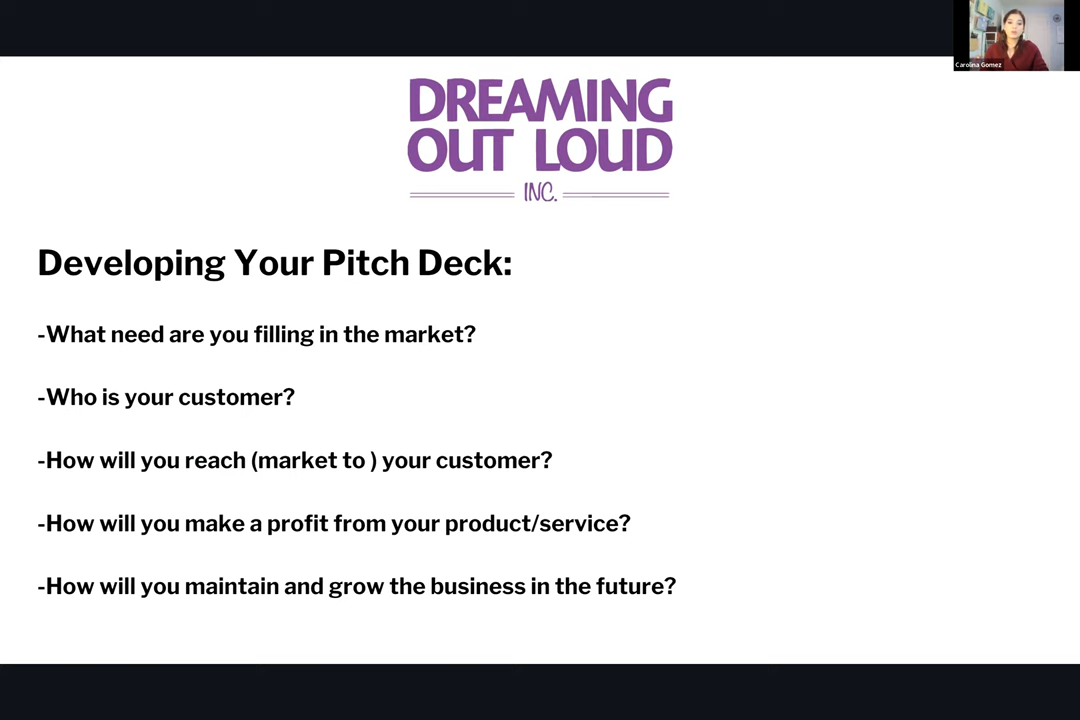 Carolina Gomez
DREAMING
OUT LOUD
INC.
Developing Your Pitch Deck:
-What need are you filling in the market?
-Who is your customer?
-How will you reach (market to ) your customer?
-How will you make a profit from your product/service?
-How will you maintain and grow the business in the future?